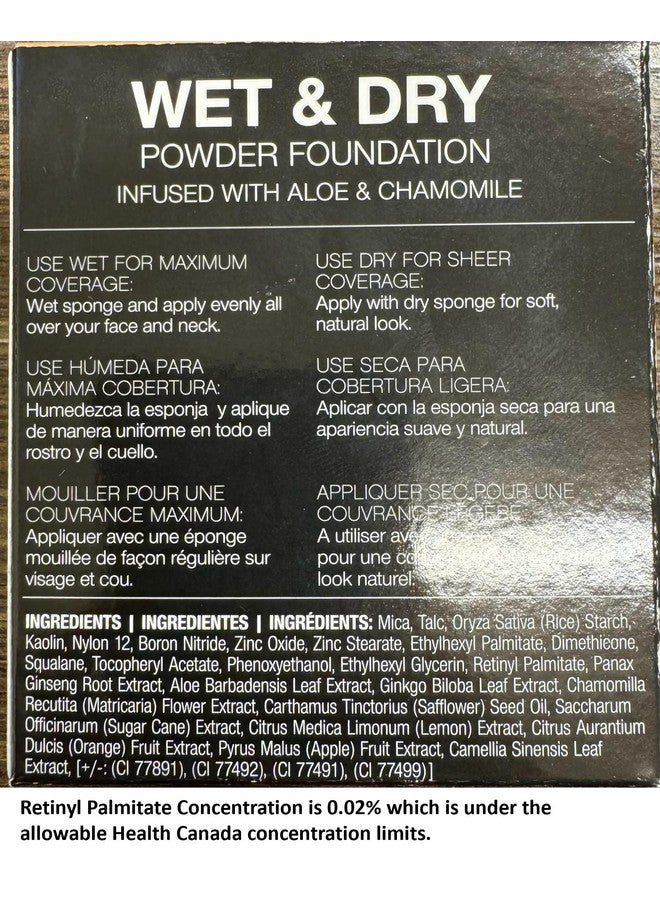 WET & DRY
POWDER FOUNDATION
INFUSED WITH ALOE & CHAMOMILE
USE WET FOR MAXIMUM
COVERAGE:
Wet sponge and apply evenly all
over your face and neck.
USE DRY FOR SHEER
COVERAGE:
Apply with dry sponge for soft,
natural look.
USE HÚMEDA PARA
MÁXIMA COBERTURA:
Humedezca la esponja y aplique
de manera uniforme en todo el
rostro y el cuello.
USE SECA PARA
COBERTURA LIGERA:
Aplicar con la esponja seca para una
apariencia suave y natural.
MOUILLER POUR UNE
COUVRANCE MAXIMUM:
Appliquer avec une éponge
mouillée de façon régulière sur
visage et cou.
APPLIQUER SEC POUR UNE
COUVRANCE LÉGÈRE
A utiliser
pour une
look naturel.
INGREDIENTS | INGREDIENTES | INGRÉDIENTS: Mica, Talc, Oryza Sativa (Rice) Starch,
Kaolin, Nylon 12, Boron Nitride, Zinc Oxide, Zinc Stearate, Ethylhexyl Palmitate, Dimethicone,
Squalane, Tocopheryl Acetate, Phenoxyethanol, Ethylhexyl Glycerin, Retinyl Palmitate, Panax
Ginseng Root Extract, Aloe Barbadensis Leaf Extract, Ginkgo Biloba Leaf Extract, Chamomilla
Recutita (Matricaria) Flower Extract, Carthamus Tinctorius (Safflower) Seed Oil, Saccharum
Officinarum (Sugar Cane) Extract, Citrus Medica Limonum (Lemon) Extract, Citrus Aurantium
Dulcis (Orange) Fruit Extract, Pyrus Malus (Apple) Fruit Extract, Camellia Sinensis Leaf
Extract, [+/-: (CI 77891), (CI 77492), (CI 77491), (CI 77499)]
Retinyl Palmitate Concentration is 0.02% which is under the
allowable Health Canada concentration limits.